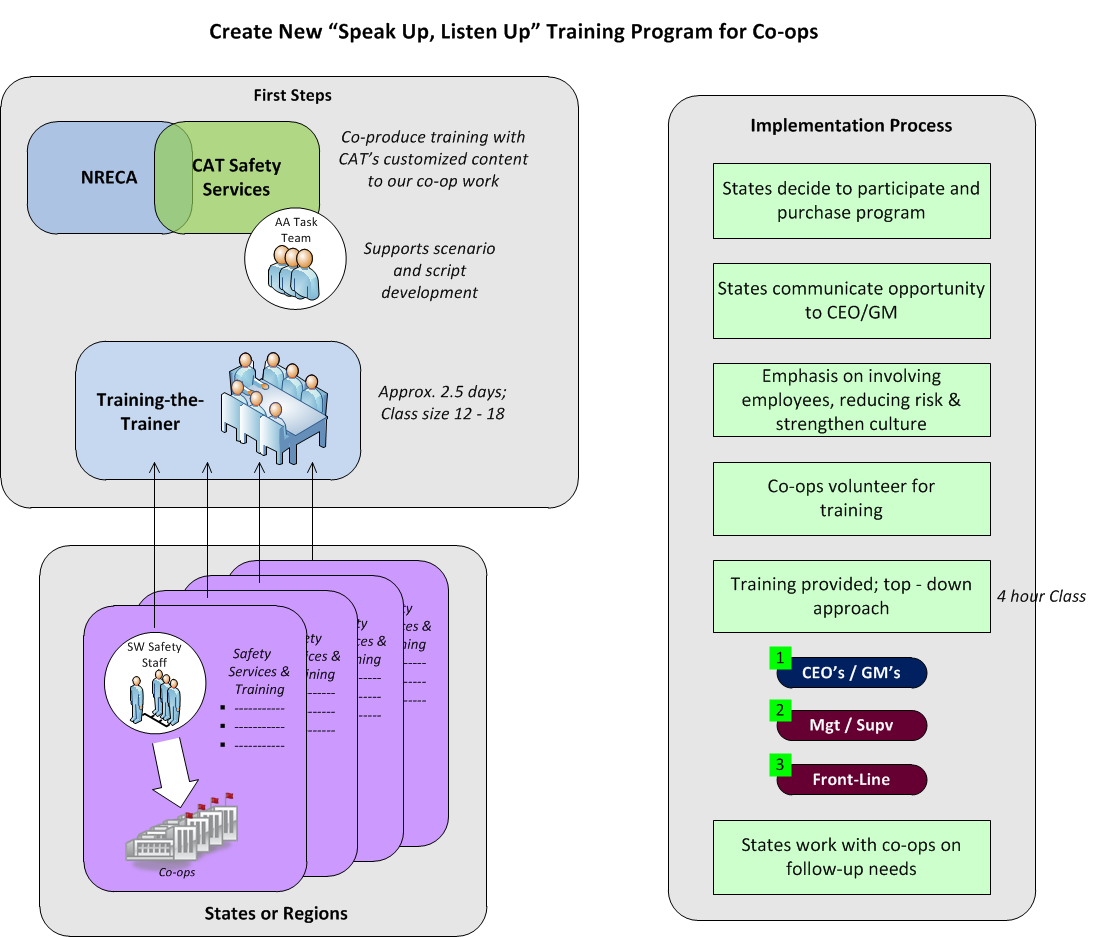 Create New “Speak Up, Listen Up” Training Program for Co-ops
First Steps
NRECA
CAT Safety
Services
Co-produce training with
CAT’s customized content
to our co-op work
AA Task
Team
Supports scenario
and script
development
Training-the-
Trainer
Approx. 2.5 days;
Class size 12 - 18
SW Safety
Staff
Safety
Services &
Training
▪ -----------
▪ -----------
▪ -----------
Co-ops
States or Regions
Implementation Process
States decide to participate and
purchase program
States communicate opportunity
to CEO/GM
Emphasis on involving
employees, reducing risk &
strengthen culture
Co-ops volunteer for
training
Training provided; top - down
approach
4 hour Class
1
CEO’s / GM’s
2
Mgt / Supv
3
Front-Line
States work with co-ops on
follow-up needs